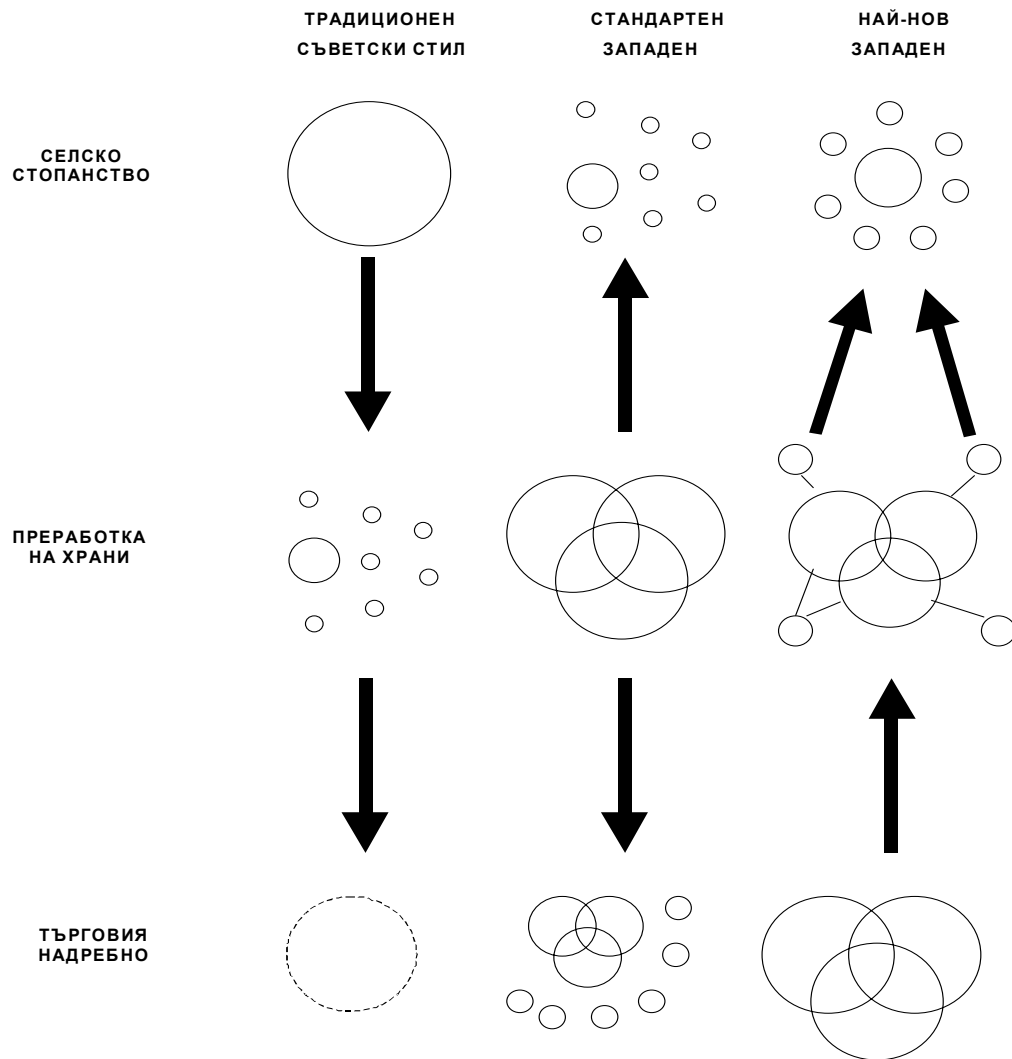 ТРАДИЦИОНЕН
СЪВЕТСКИ СТИЛ
СТАНДАРТЕН
ЗАПАДЕН
НАЙ-НОВ
ЗАПАДЕН
СЕЛСКО
СТОПАНСТВО
ПРЕРАБОТКА
НА ХРАНИ
ТЪРГОВИЯ
НАДРЕБНО